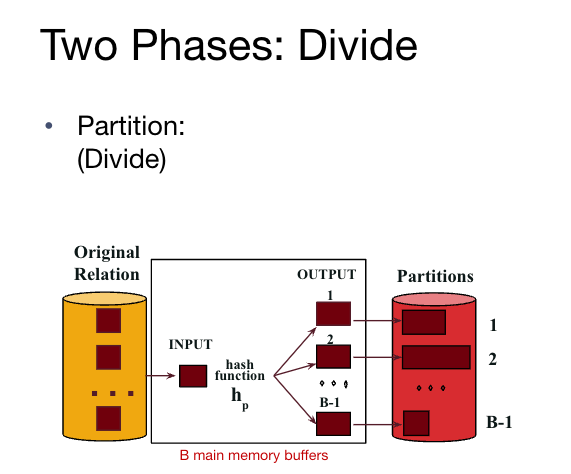 Two Phases: Divide
• Partition:
(Divide)
Original
Relation
INPUT
hash
function
hp
OUTPUT
1
2
B-1
Partitions
1
2
B-1
B main memory buffers